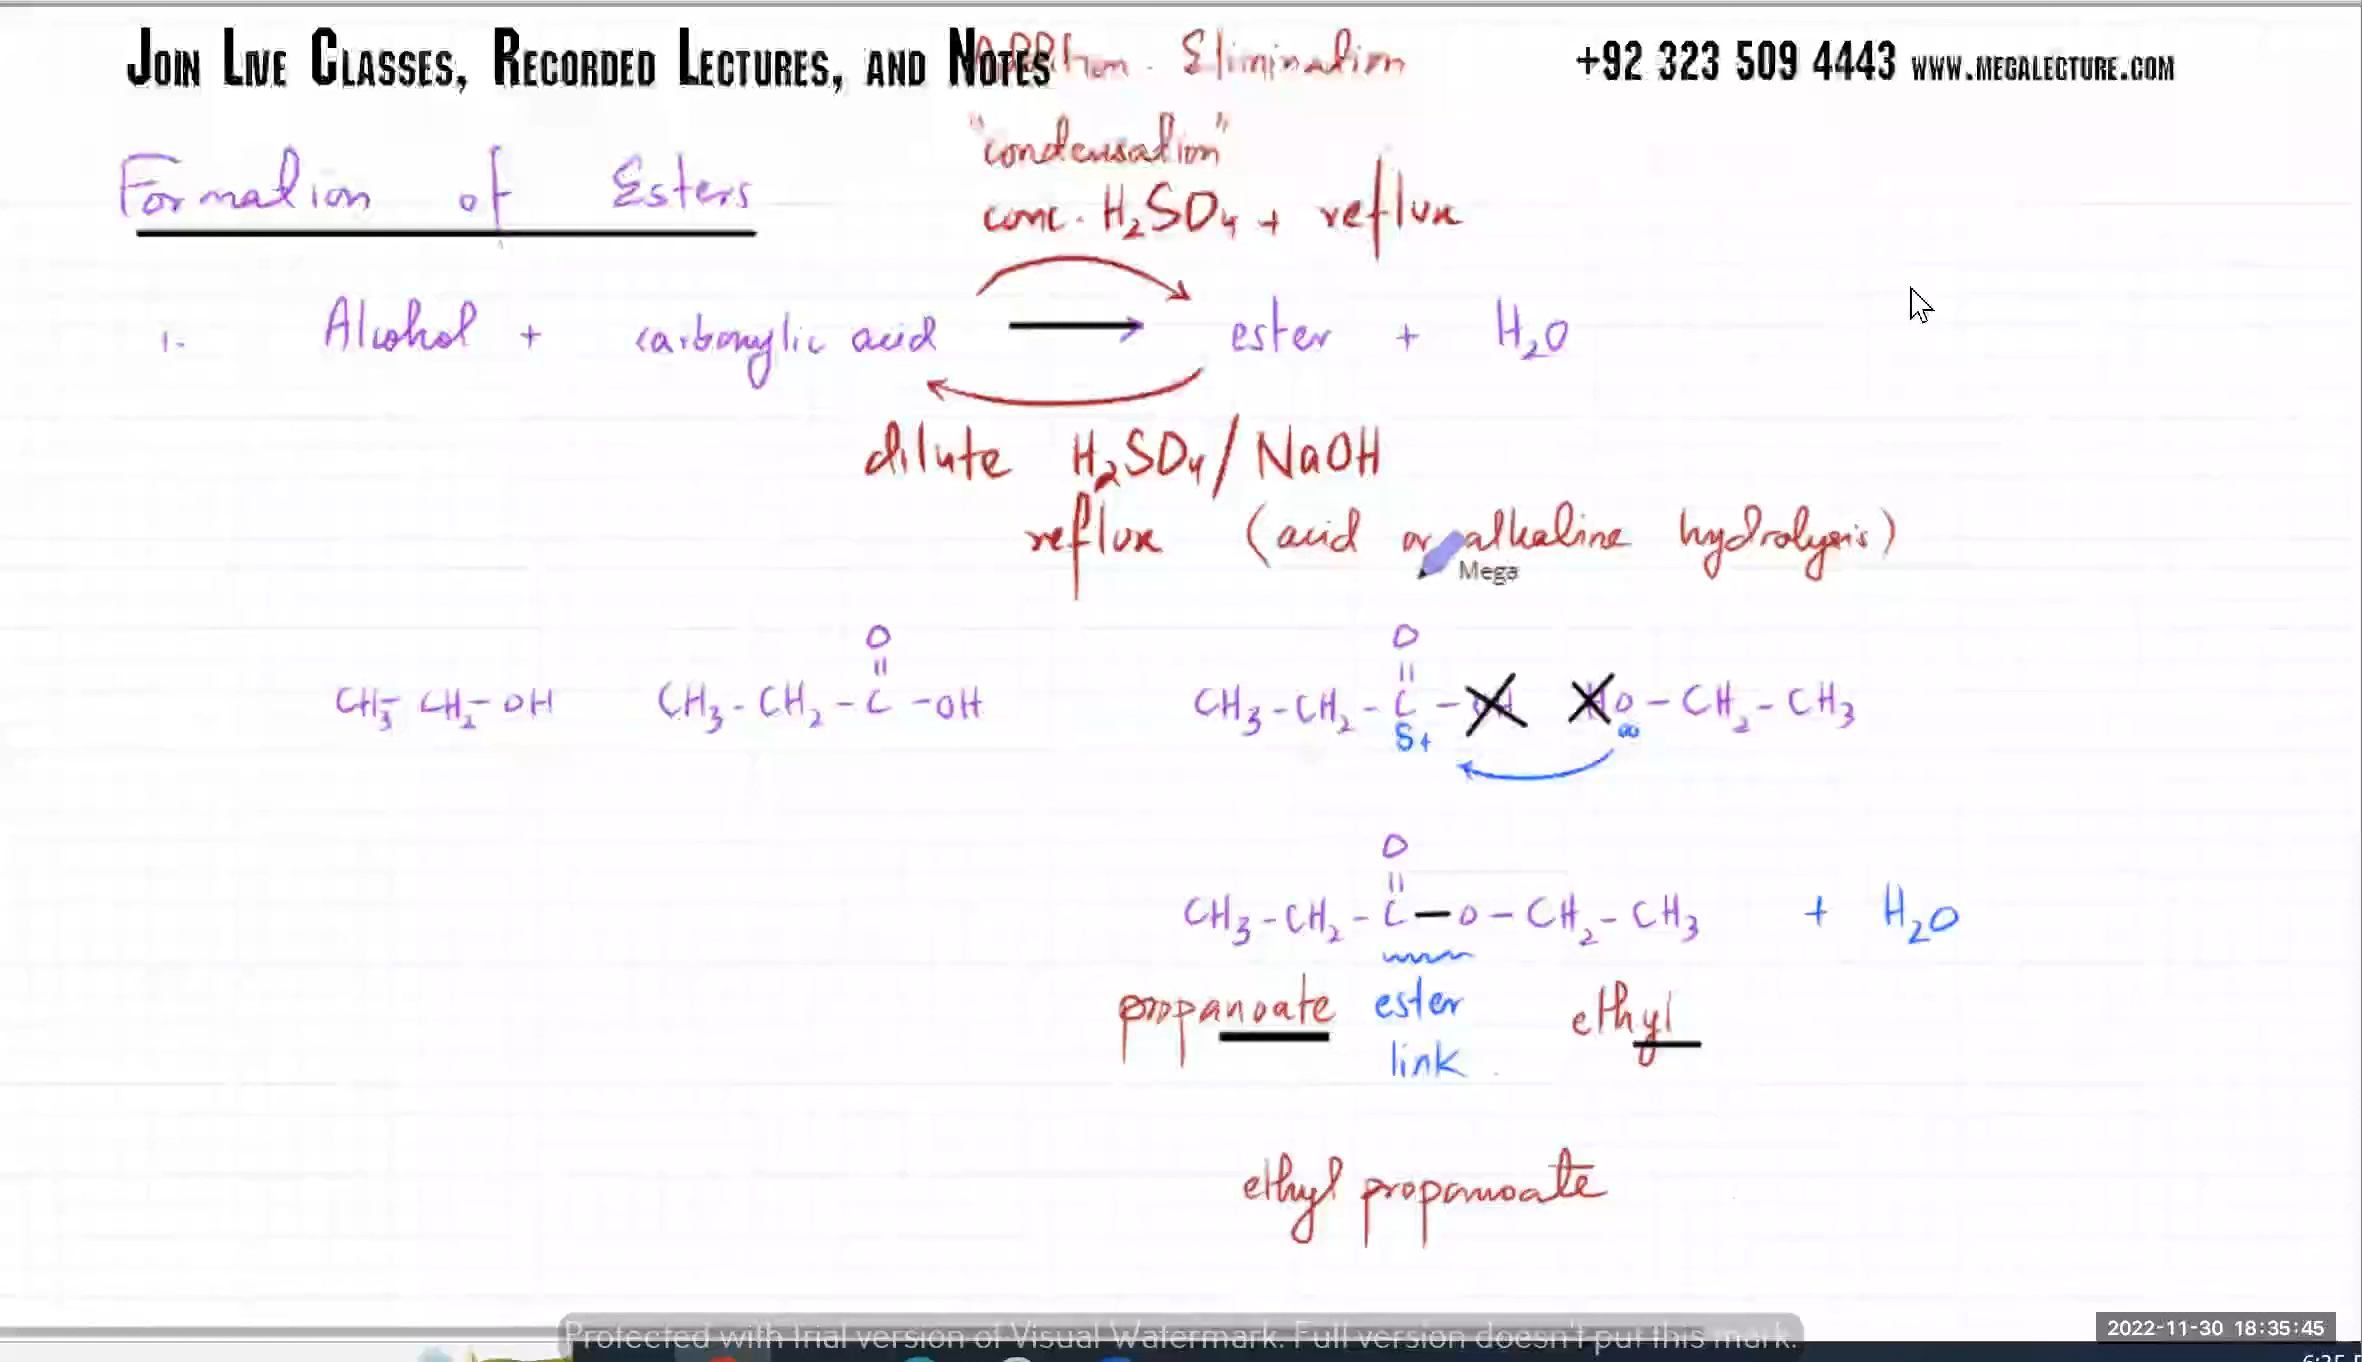 JOIN LIVE CLASSES, RECORDED LECTURES, AND NOTES
Elimination
+92 323 509 4443 WWW.MEGALECTURE.COM
"condensation"
Formation of Esters
conc. H₂SO₄ + reflux
1. Alcohol + carboxylic acid → ester + H₂O
dilute H₂SO₄ / NaOH
reflux (acid or alkaline hydrolysis)
Mega
O O
|| ||
CH₃-CH₂-OH CH₃-CH₂-C-OH CH₃-CH₂-C-OH HO-CH₂-CH₃
δ+
O
||
CH₃-CH₂-C-O-CH₂-CH₃ + H₂O
propanoate ester ethyl
link
ethyl propanoate
Protected with trial version of Visual Watermark. Full version doesn't put this mark.
2022-11-30 18:35:45